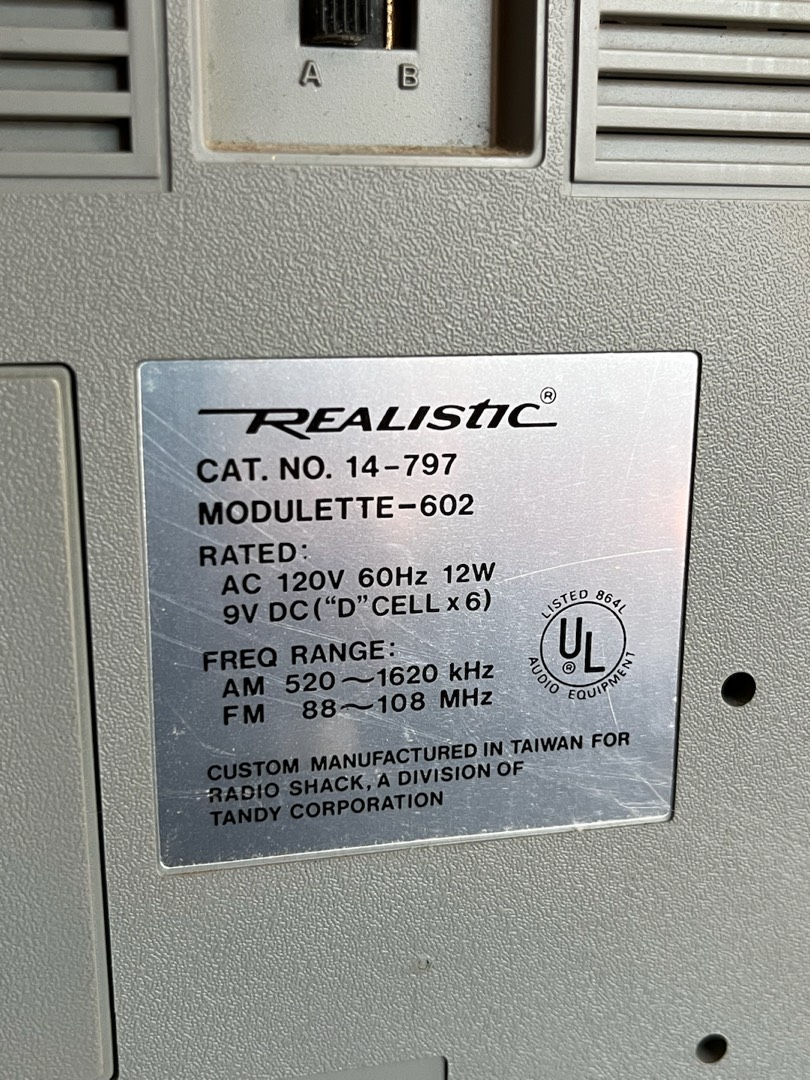 A B
REALISTIC®
CAT. NO. 14-797
MODULETTE-602
RATED:
AC 120V 60Hz 12W
9V DC ("D" CELL x 6)
FREQ RANGE:
AM 520~1620 kHz
FM 88~108 MHz
LISTED 864L
UL®
AUDIO EQUIPMENT
CUSTOM MANUFACTURED IN TAIWAN FOR
RADIO SHACK, A DIVISION OF
TANDY CORPORATION